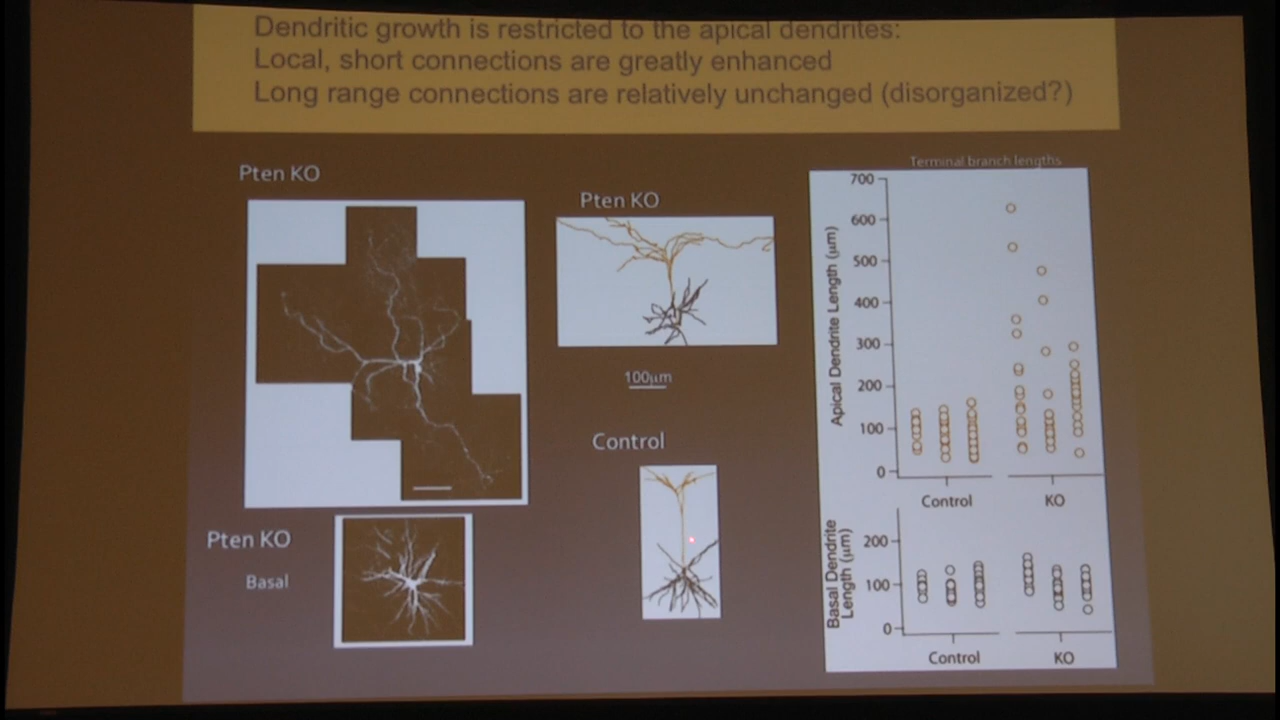 Dendritic growth is restricted to the apical dendrites:
Local, short connections are greatly enhanced
Long range connections are relatively unchanged (disorganized?)
Pten KO
Pten KO
100µm
Control
Pten KO
Basal
Terminal branch lengths
Apical Dendrite Length (µm)
700
600
500
400
300
200
100
0
Control
KO
Basal Dendrite
Length (µm)
200
100
0
Control
KO